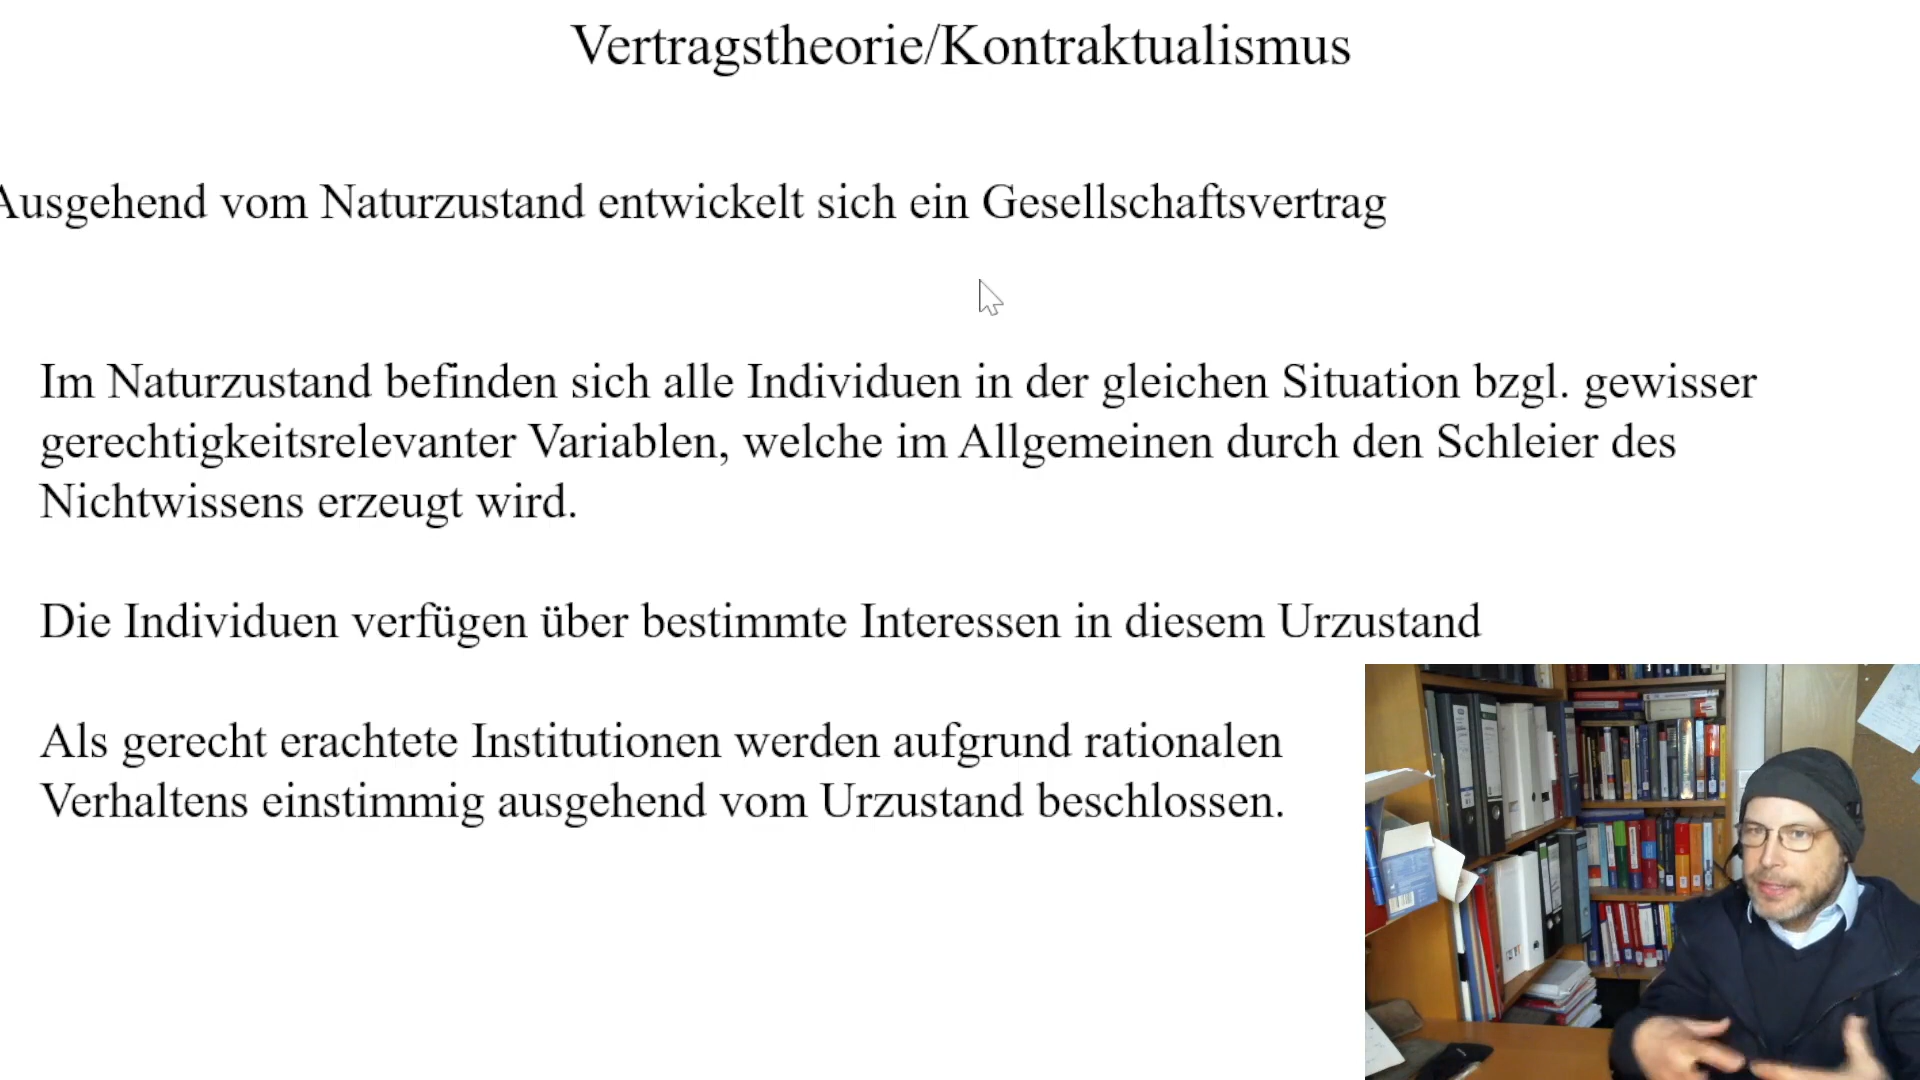 Vertragstheorie/Kontraktualismus
Ausgehend vom Naturzustand entwickelt sich ein Gesellschaftsvertrag
Im Naturzustand befinden sich alle Individuen in der gleichen Situation bzgl. gewisser
gerechtigkeitsrelevanter Variablen, welche im Allgemeinen durch den Schleier des
Nichtwissens erzeugt wird.
Die Individuen verfügen über bestimmte Interessen in diesem Urzustand
Als gerecht erachtete Institutionen werden aufgrund rationalen
Verhaltens einstimmig ausgehend vom Urzustand beschlossen.